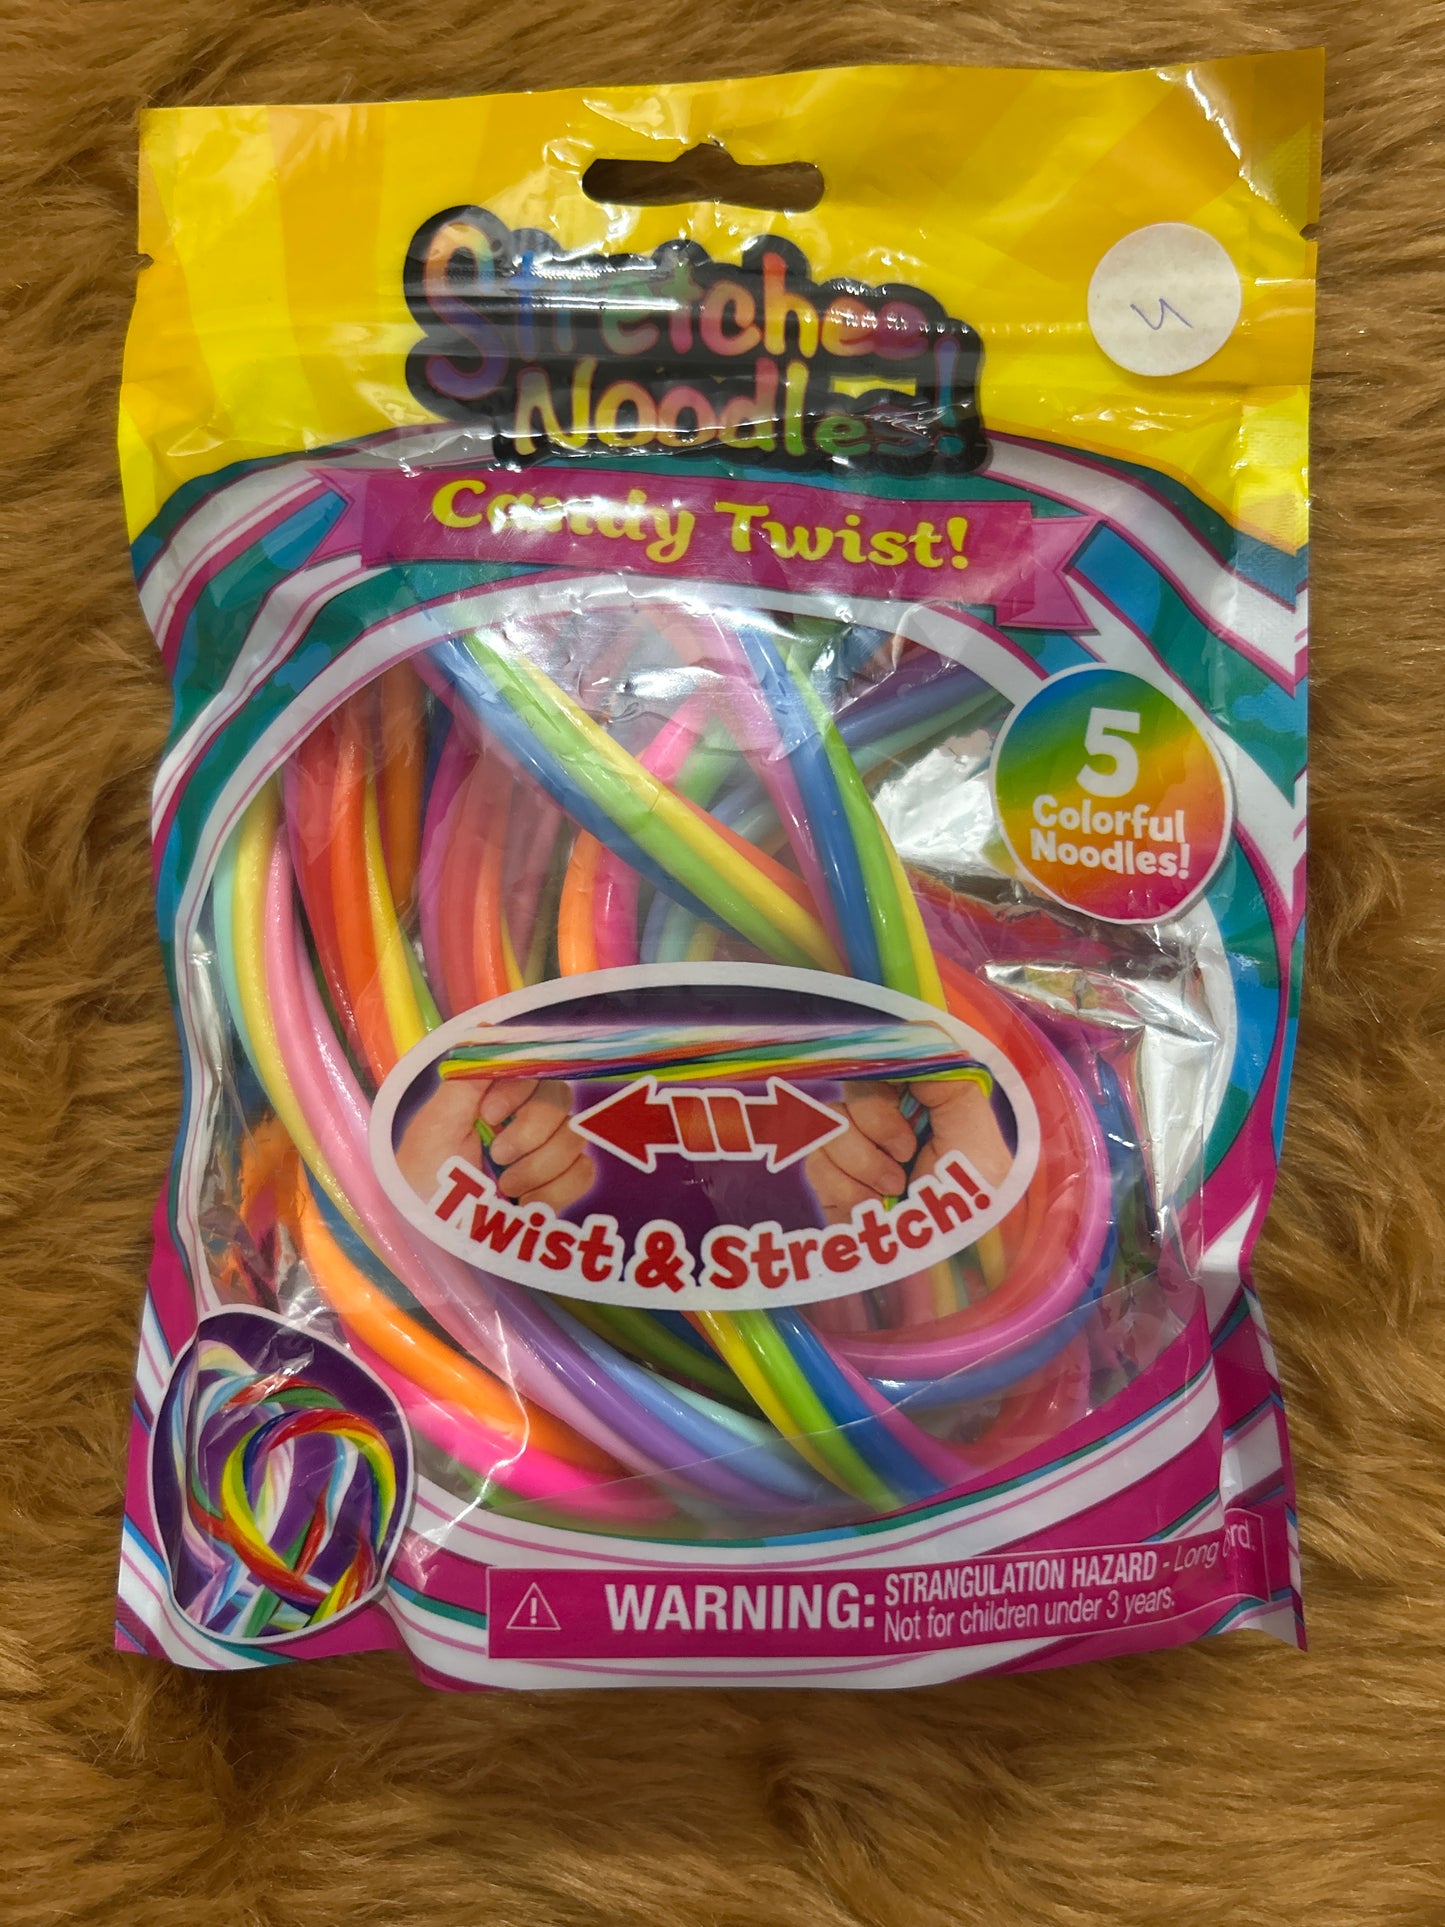 Stretchee
Noodles!
Candy Twist!
5
Colorful
Noodles!
Twist & Stretch!
WARNING: STRANGULATION HAZARD - Long
Not for children under 3 years.